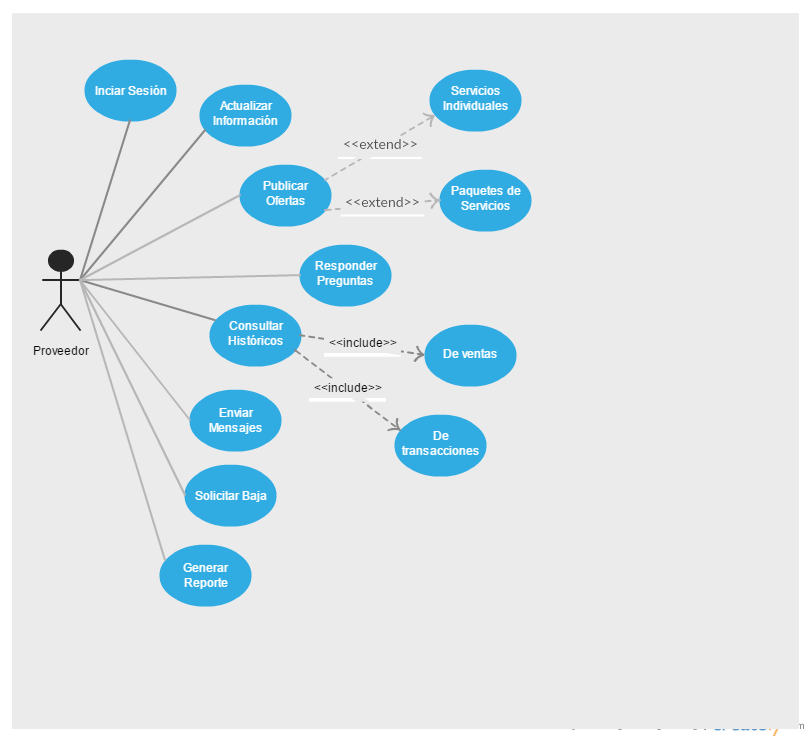 Inciar Sesión
Actualizar
Información
Servicios
Individuales
<<extend>>
Publicar
Ofertas
Paquetes de
Servicios
<<extend>>
Responder
Preguntas
Proveedor
Consultar
Históricos
<<include>>
De ventas
<<include>>
Enviar
Mensajes
De
transacciones
Solicitar Baja
Generar
Reporte